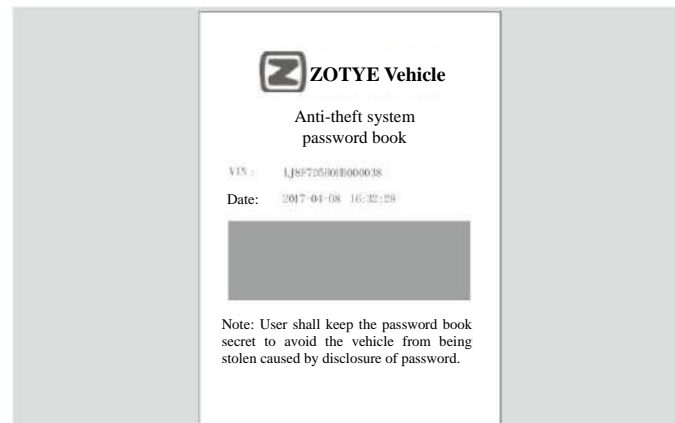 ZOTYE Vehicle
Anti-theft system
password book
VIN:
Date: 2017-04-08 16:32:28
Note: User shall keep the password book
secret to avoid the vehicle from being
stolen caused by disclosure of password.